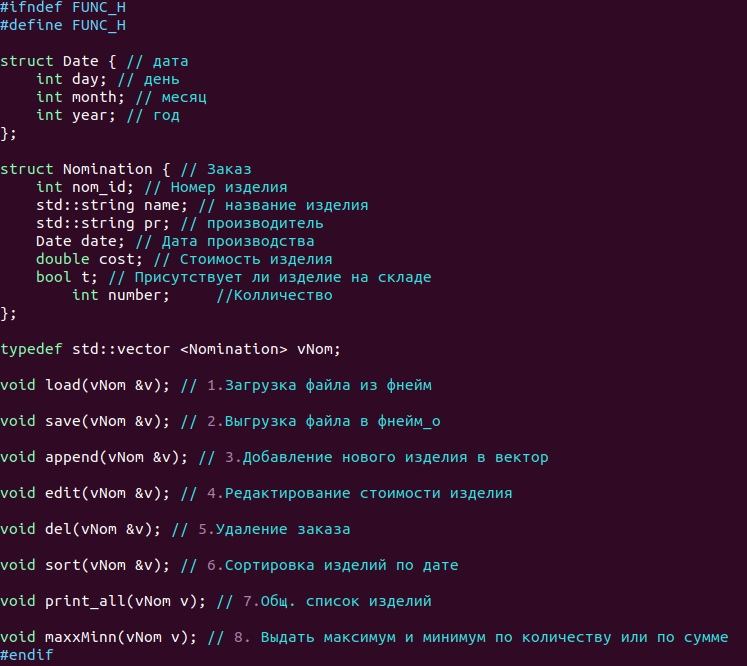 #ifndef FUNC_H
#define FUNC_H
struct Date { // дата
int day; // день
int month; // месяц
int year; // год
};
struct Nomination { // Заказ
int nom_id; // Номер изделия
std::string name; // название изделия
std::string pr; // производитель
Date date; // Дата производства
double cost; // Стоимость изделия
bool t; // Присутствует ли изделие на складе
int number; //Колличество
};
typedef std::vector <Nomination> vNom;
void load(vNom &v); // 1.Загрузка файла из фнейм
void save(vNom &v); // 2.Выгрузка файла в фнейм_о
void append(vNom &v); // 3.Добавление нового изделия в вектор
void edit(vNom &v); // 4.Редактирование стоимости изделия
void del(vNom &v); // 5.Удаление заказа
void sort(vNom &v); // 6.Сортировка изделий по дате
void print_all(vNom v); // 7.Общ. список изделий
void maxxMinn(vNom v); // 8. Выдать максимум и минимум по количеству или по сумме
#endif